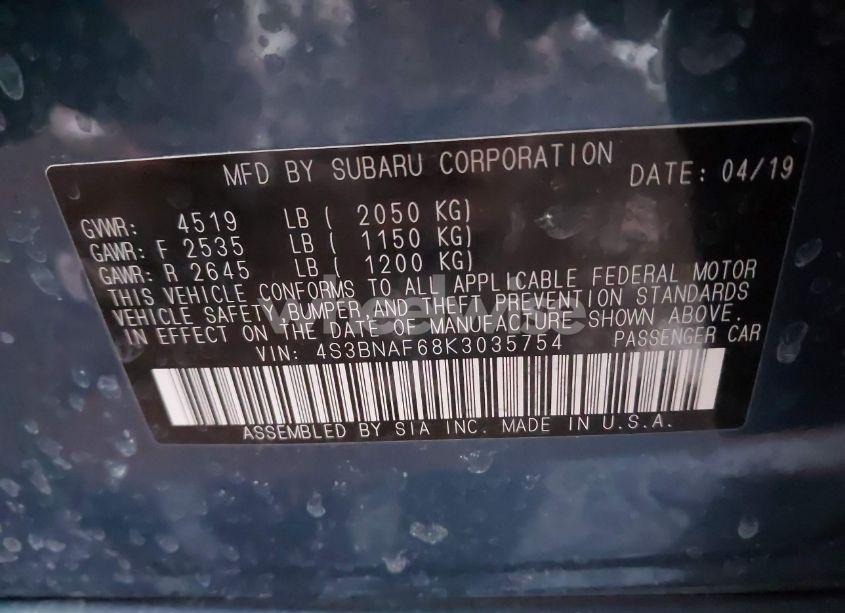 MFD BY SUBARU CORPORATION DATE: 04/19
GVWR: 4519 LB ( 2050 KG)
GAWR: F 2535 LB ( 1150 KG)
GAWR: R 2645 LB ( 1200 KG)
THIS VEHICLE CONFORMS TO ALL APPLICABLE FEDERAL MOTOR
VEHICLE SAFETY,BUMPER,AND THEFT PREVENTION STANDARDS
IN EFFECT ON THE DATE OF MANUFACTURE SHOWN ABOVE.
VIN: 4S3BNAF68K3035754 PASSENGER CAR
ASSEMBLED BY SIA INC. MADE IN U.S.A.
wheelwise